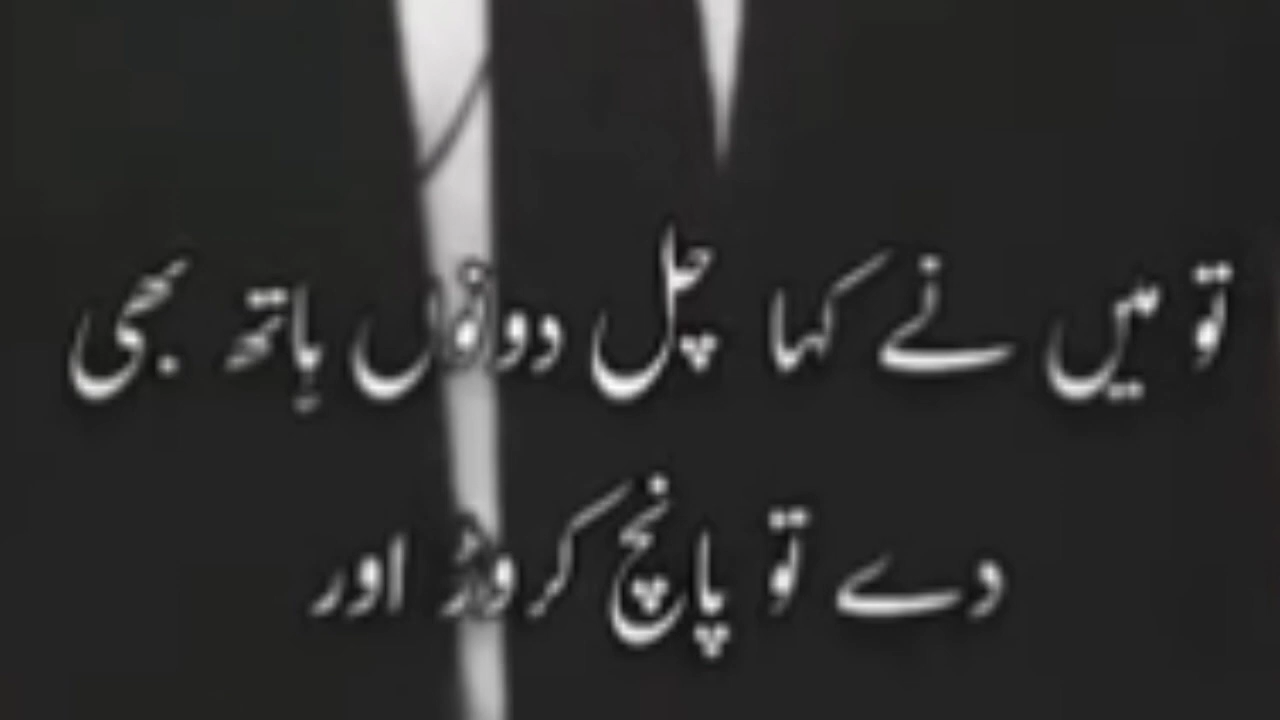 تو میں نے کہا چل دونوں ہاتھ بھی
دے تو پانچ کروڑ اور